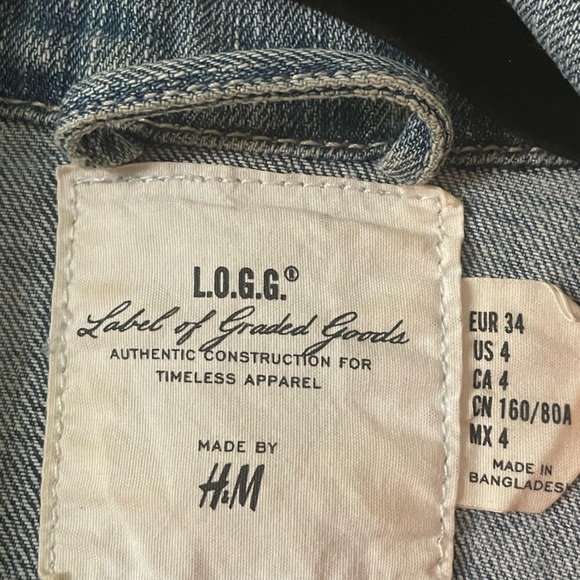 L.O.G.G.®
Label of Graded Goods
AUTHENTIC CONSTRUCTION FOR
TIMELESS APPAREL
MADE BY
H&M
EUR 34
US 4
CA 4
CN 160/80A
MX 4
MADE IN
BANGLADES